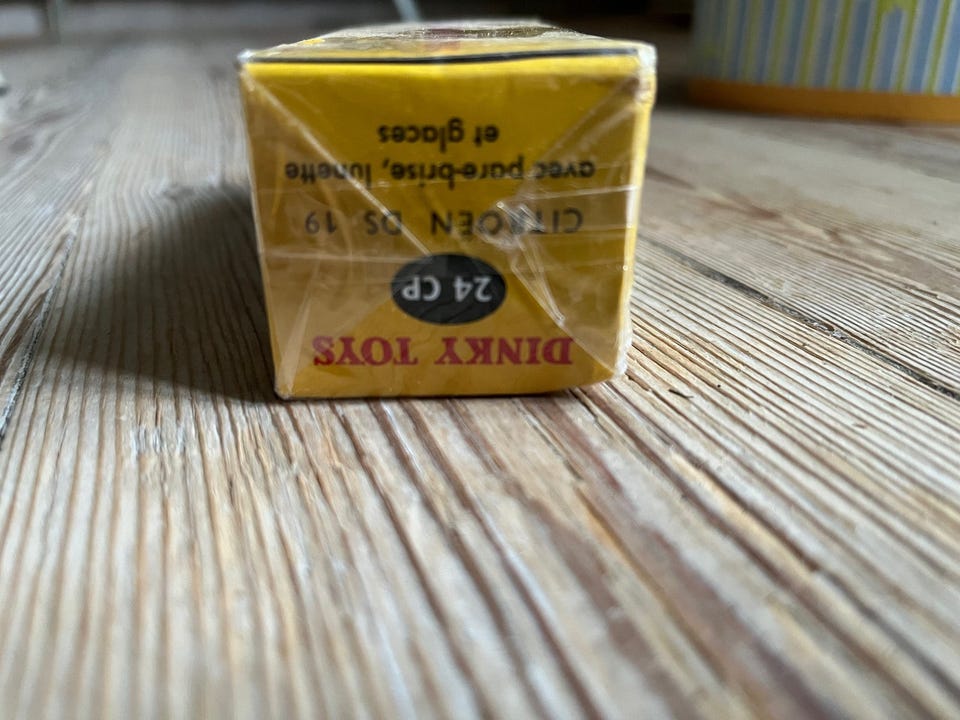 DINKY TOYS
24 CP
CITROËN DS 19
avec pare-brise, lunette
et glaces